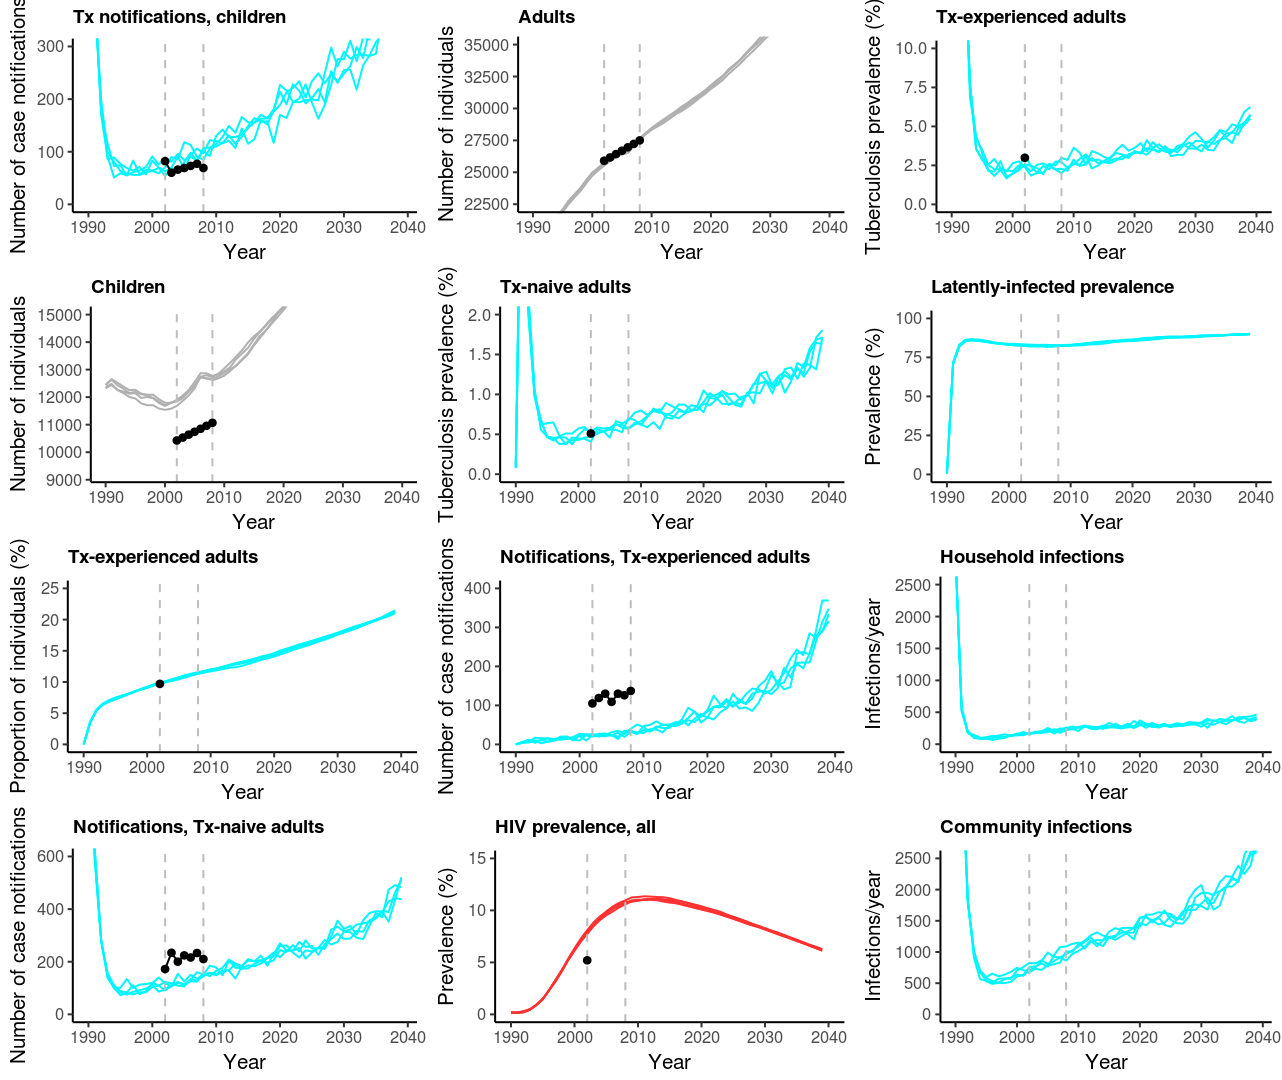 Tx notifications, children
Number of case notifications
300
200
100
0
1990 2000 2010 2020 2030 2040
Year
Adults
Number of individuals
35000
32500
30000
27500
25000
22500
1990 2000 2010 2020 2030 2040
Year
Tx-experienced adults
Tuberculosis prevalence (%)
10.0
7.5
5.0
2.5
0.0
1990 2000 2010 2020 2030 2040
Year
Children
Number of individuals
15000
14000
13000
12000
11000
10000
9000
1990 2000 2010 2020 2030 2040
Year
Tx-naive adults
Tuberculosis prevalence (%)
2.0
1.5
1.0
0.5
0.0
1990 2000 2010 2020 2030 2040
Year
Latently-infected prevalence
Prevalence (%)
100
75
50
25
0
1990 2000 2010 2020 2030 2040
Year
Tx-experienced adults
Proportion of individuals (%)
25
20
15
10
5
0
1990 2000 2010 2020 2030 2040
Year
Notifications, Tx-experienced adults
Number of case notifications
400
300
200
100
0
1990 2000 2010 2020 2030 2040
Year
Household infections
Infections/year
2500
2000
1500
1000
500
0
1990 2000 2010 2020 2030 2040
Year
Notifications, Tx-naive adults
Number of case notifications
600
400
200
0
1990 2000 2010 2020 2030 2040
Year
HIV prevalence, all
Prevalence (%)
15
10
5
0
1990 2000 2010 2020 2030 2040
Year
Community infections
Infections/year
2500
2000
1500
1000
500
0
1990 2000 2010 2020 2030 2040
Year